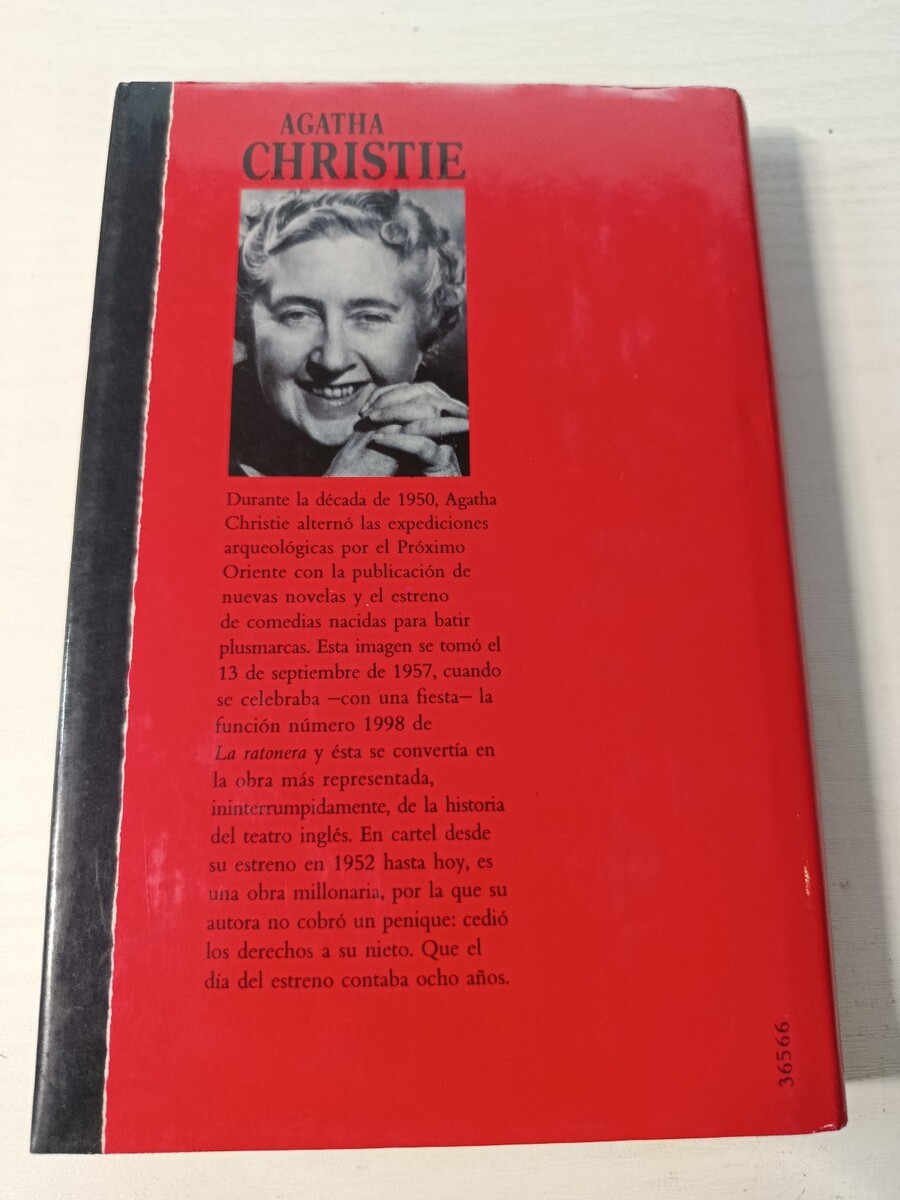 AGATHA
CHRISTIE
Durante la década de 1950, Agatha
Christie alternó las expediciones
arqueológicas por el Próximo
Oriente con la publicación de
nuevas novelas y el estreno
de comedias nacidas para batir
plusmarcas. Esta imagen se tomó el
13 de septiembre de 1957, cuando
se celebraba —con una fiesta— la
función número 1998 de
La ratonera y ésta se convertía en
la obra más representada,
ininterrumpidamente, de la historia
del teatro inglés. En cartel desde
su estreno en 1952 hasta hoy, es
una obra millonaria, por la que su
autora no cobró un penique: cedió
los derechos a su nieto. Que el
día del estreno contaba ocho años.
36566